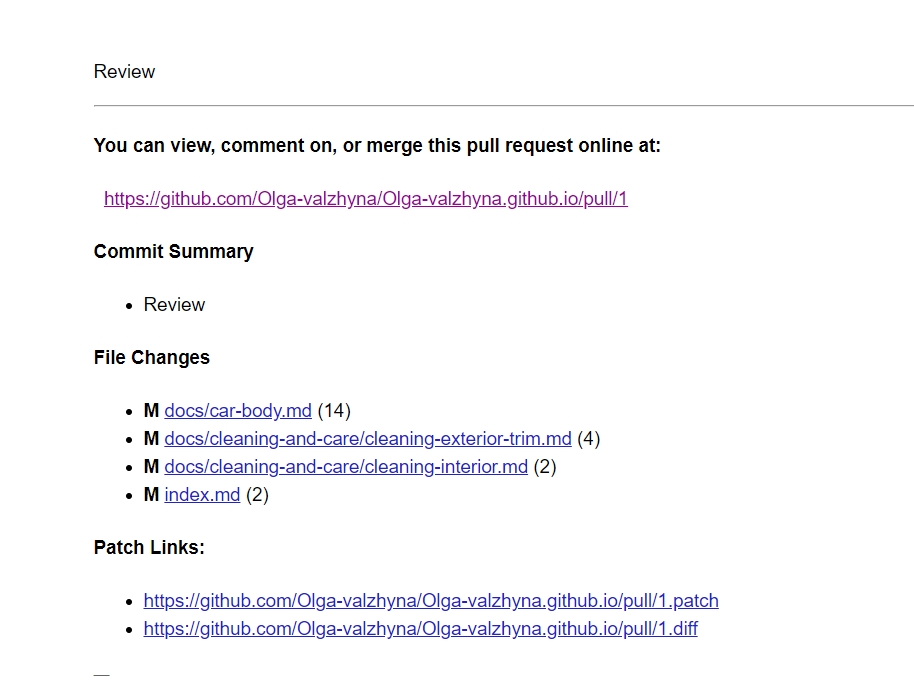 Review
You can view, comment on, or merge this pull request online at:
https://github.com/Olga-valzhyna/Olga-valzhyna.github.io/pull/1
Commit Summary
• Review
File Changes
• M docs/car-body.md (14)
• M docs/cleaning-and-care/cleaning-exterior-trim.md (4)
• M docs/cleaning-and-care/cleaning-interior.md (2)
• M index.md (2)
Patch Links:
• https://github.com/Olga-valzhyna/Olga-valzhyna.github.io/pull/1.patch
• https://github.com/Olga-valzhyna/Olga-valzhyna.github.io/pull/1.diff